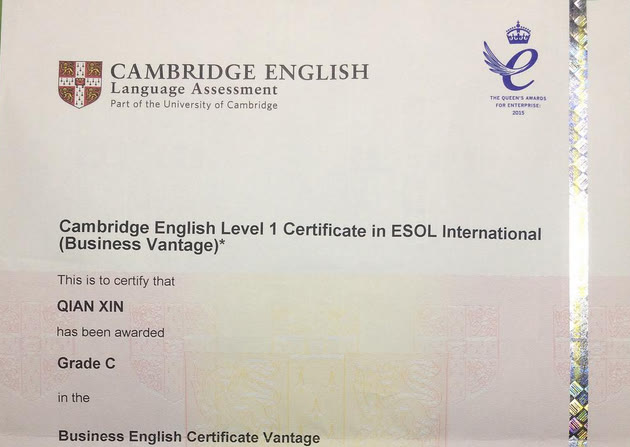 CAMBRIDGE ENGLISH
Language Assessment
Part of the University of Cambridge
THE QUEEN'S AWARDS
FOR ENTERPRISE:
2015
Cambridge English Level 1 Certificate in ESOL International
(Business Vantage)*
This is to certify that
QIAN XIN
has been awarded
Grade C
in the
Business English Certificate Vantage